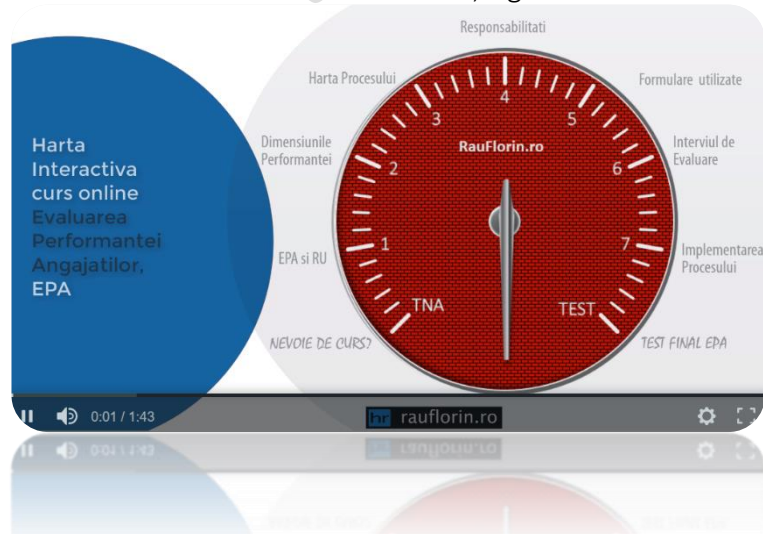 Harta
Interactiva
curs online
Evaluarea
Performantei
Angajatilor,
EPA
Responsabilitati
Harta Procesului
Formulare utilizate
Dimensiunile
Performantei
Interviul de
Evaluare
EPA si RU
Implementarea
Procesului
NEVOIE DE CURS?
TEST FINAL EPA
RauFlorin.ro
1
2
3
4
5
6
7
TNA
TEST
0:01 / 1:43
hr rauflorin.ro